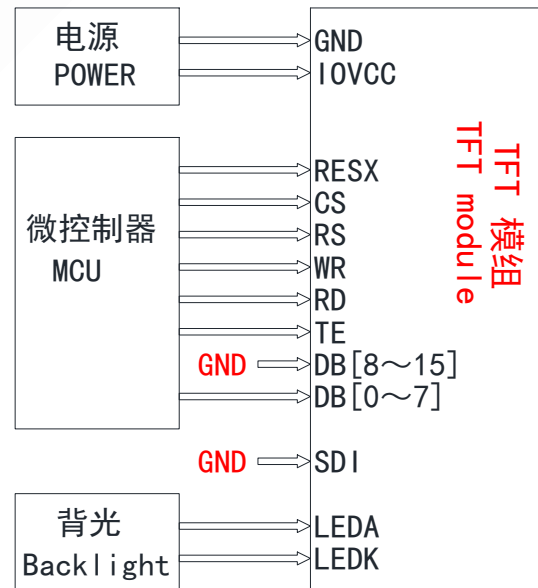 电源
POWER
GND
IOVCC
TFT 模组
TFT module
微控制器
MCU
RESX
CS
RS
WR
RD
TE
GND
DB[8～15]
DB[0～7]
GND
SDI
背光
Backlight
LEDA
LEDK